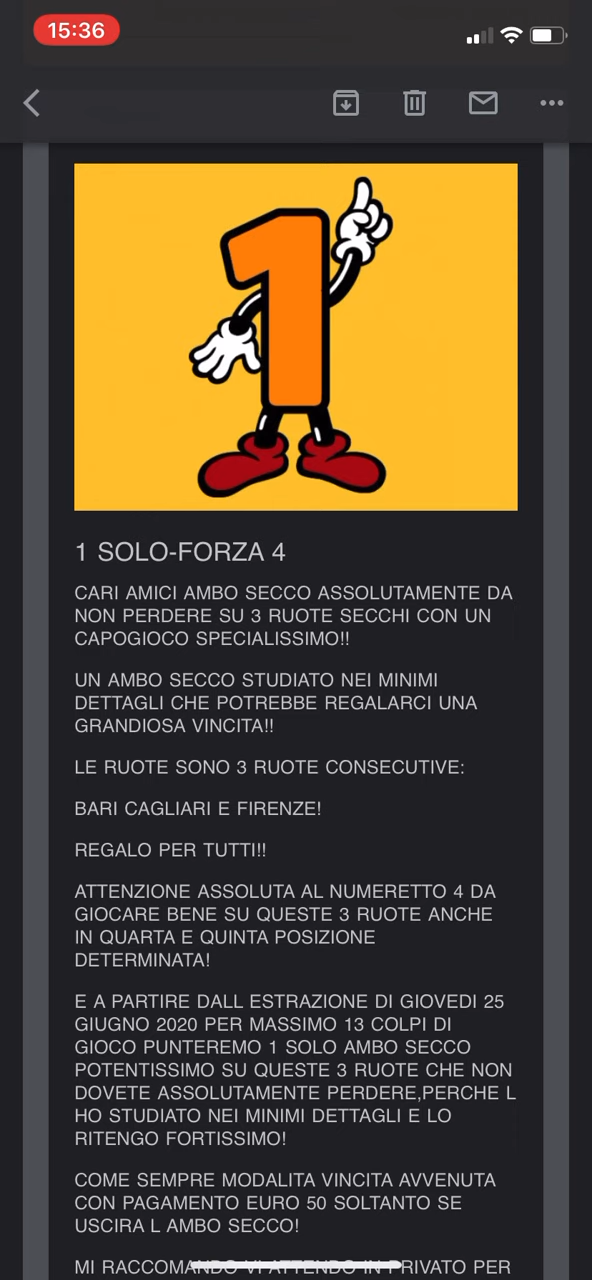 15:36
1
1 SOLO-FORZA 4
CARI AMICI AMBO SECCO ASSOLUTAMENTE DA
NON PERDERE SU 3 RUOTE SECCHI CON UN
CAPOGIOCO SPECIALISSIMO!!
UN AMBO SECCO STUDIATO NEI MINIMI
DETTAGLI CHE POTREBBE REGALARCI UNA
GRANDIOSA VINCITA!!
LE RUOTE SONO 3 RUOTE CONSECUTIVE:
BARI CAGLIARI E FIRENZE!
REGALO PER TUTTI!!
ATTENZIONE ASSOLUTA AL NUMERETTO 4 DA
GIOCARE BENE SU QUESTE 3 RUOTE ANCHE
IN QUARTA E QUINTA POSIZIONE
DETERMINATA!
E A PARTIRE DALL ESTRAZIONE DI GIOVEDI 25
GIUGNO 2020 PER MASSIMO 13 COLPI DI
GIOCO PUNTEREMO 1 SOLO AMBO SECCO
POTENTISSIMO SU QUESTE 3 RUOTE CHE NON
DOVETE ASSOLUTAMENTE PERDERE,PERCHE L
HO STUDIATO NEI MINIMI DETTAGLI E LO
RITENGO FORTISSIMO!
COME SEMPRE MODALITA VINCITA AVVENUTA
CON PAGAMENTO EURO 50 SOLTANTO SE
USCIRA L AMBO SECCO!
MI RACCOMANDO VI ATTENDO IN PRIVATO PER